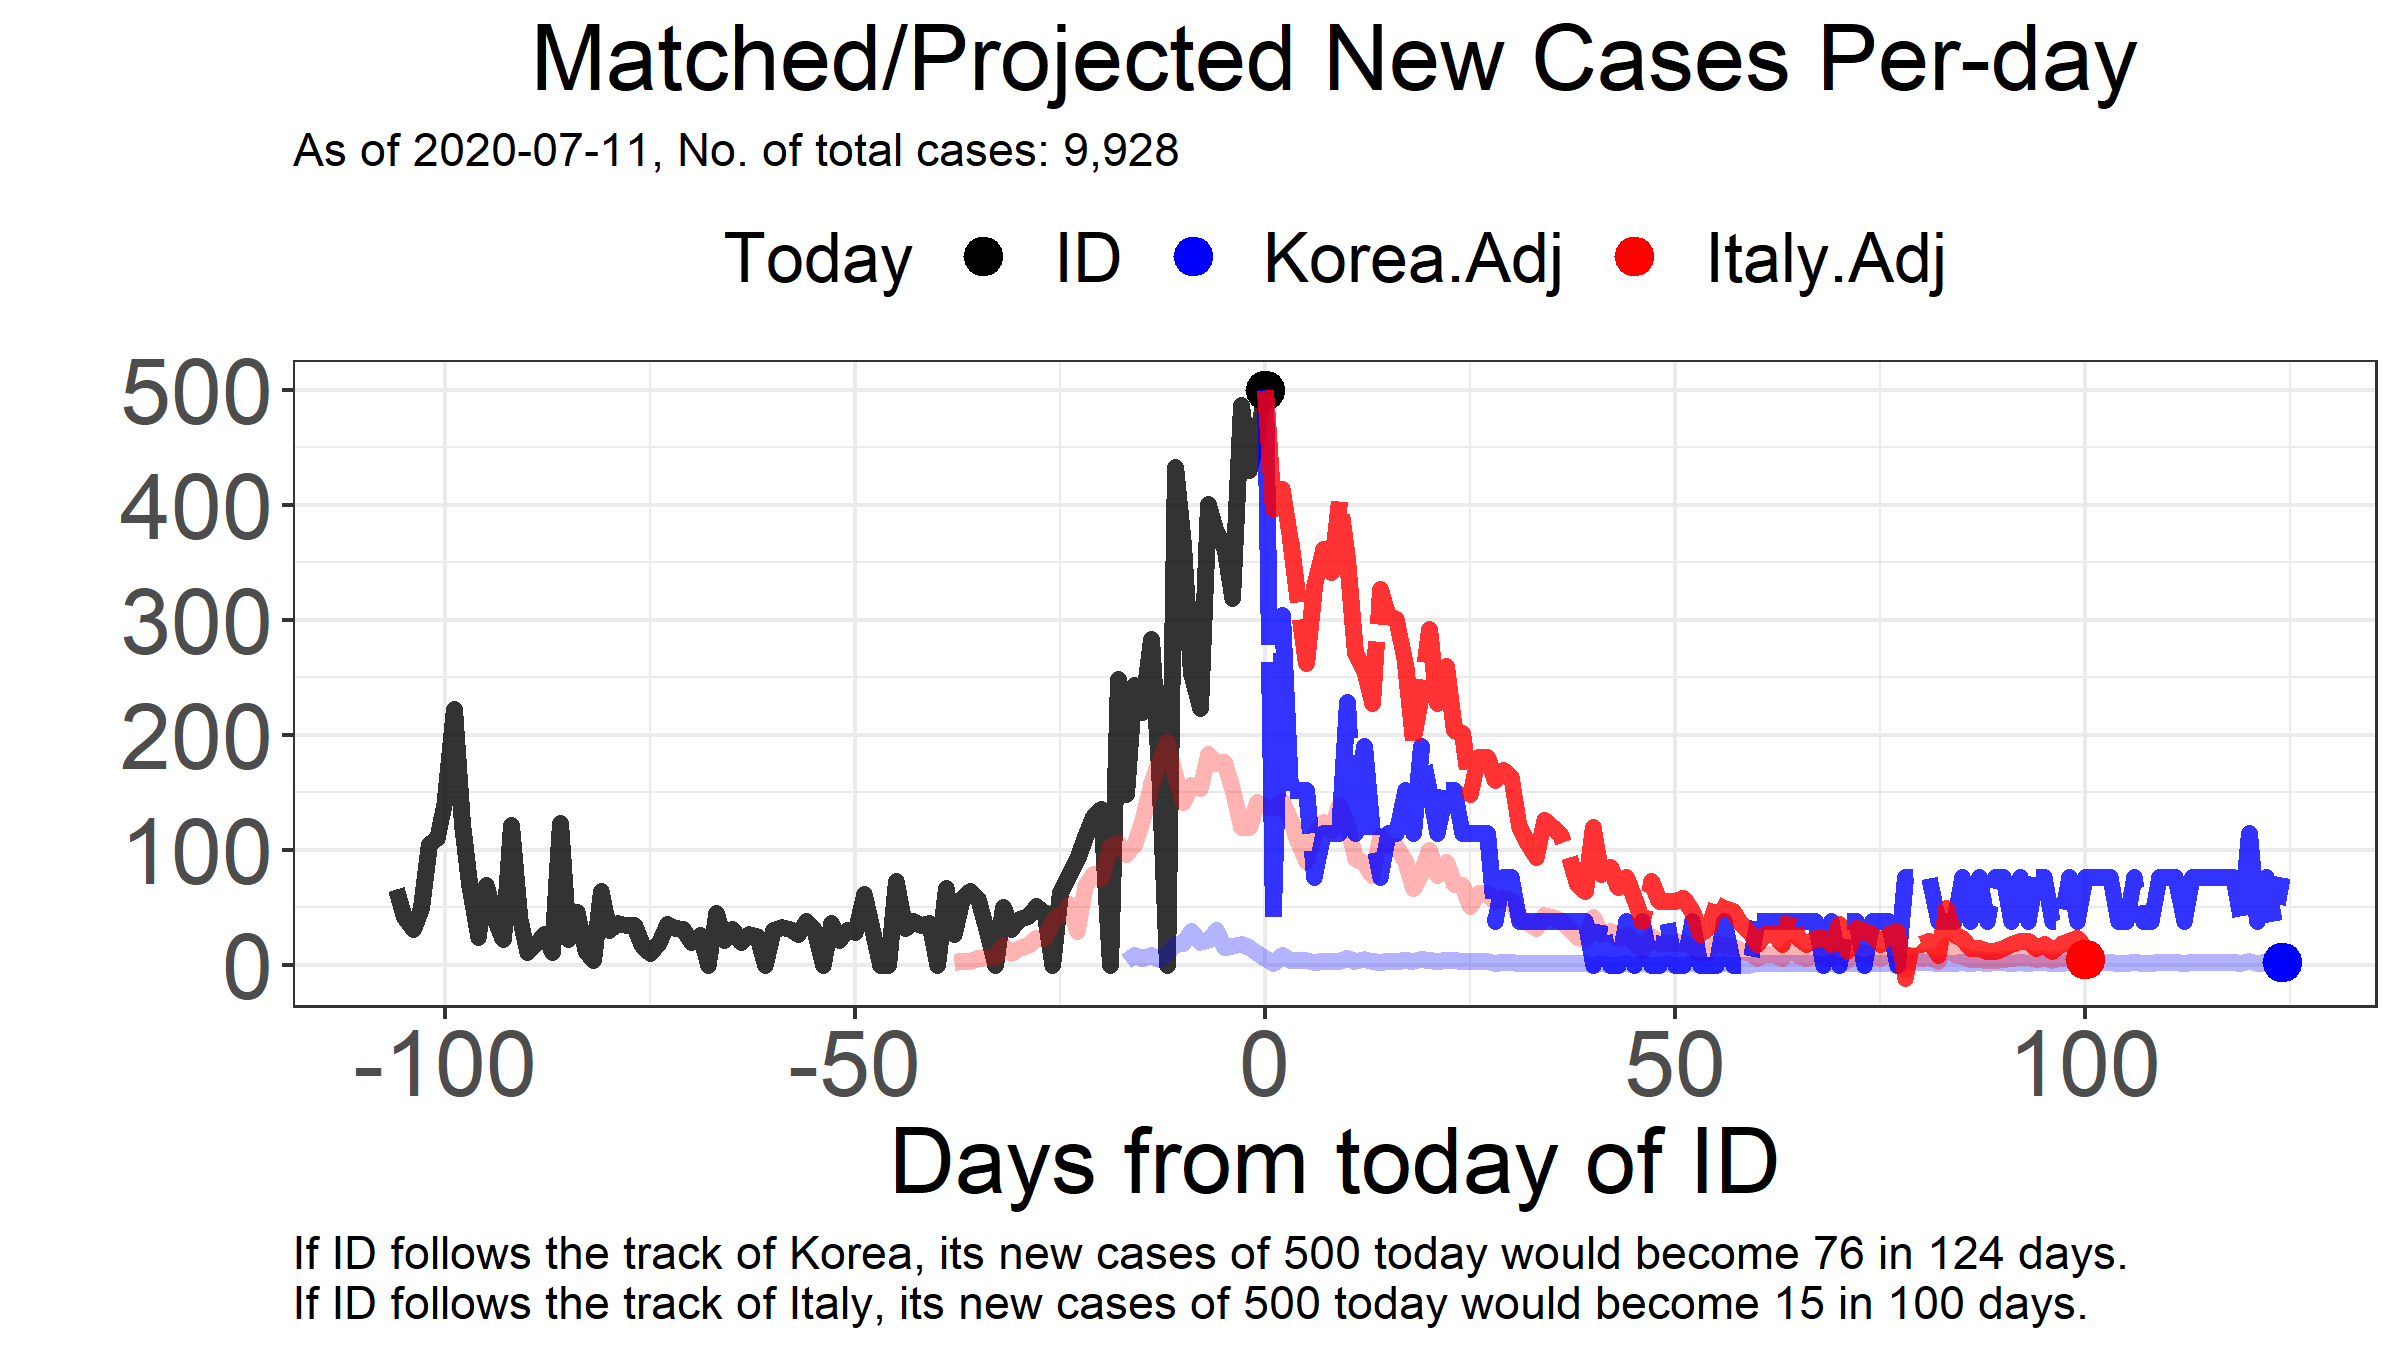 Matched/Projected New Cases Per-day
As of 2020-07-11, No. of total cases: 9,928
Today ID Korea.Adj Italy.Adj
500
400
300
200
100
0
-100 -50 0 50 100
Days from today of ID
If ID follows the track of Korea, its new cases of 500 today would become 76 in 124 days.
If ID follows the track of Italy, its new cases of 500 today would become 15 in 100 days.